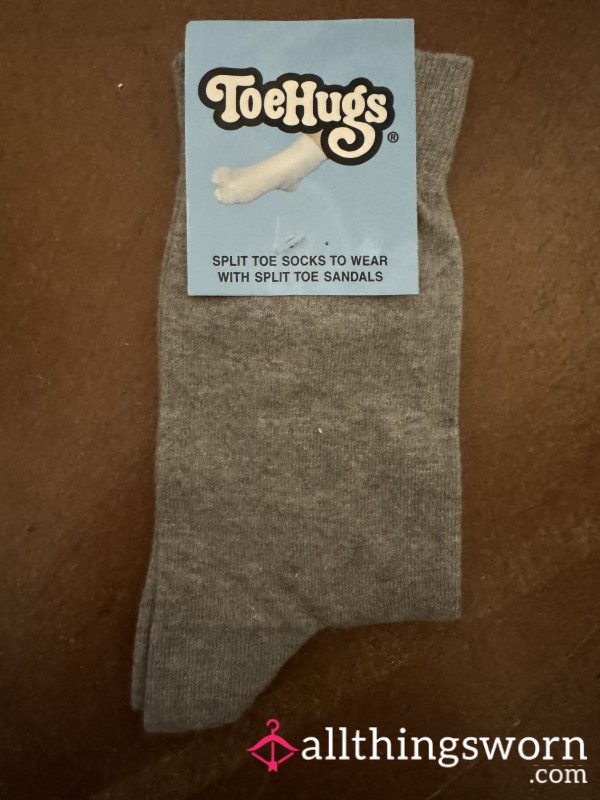 ToeHugs®
SPLIT TOE SOCKS TO WEAR
WITH SPLIT TOE SANDALS
allthingsworn
.com